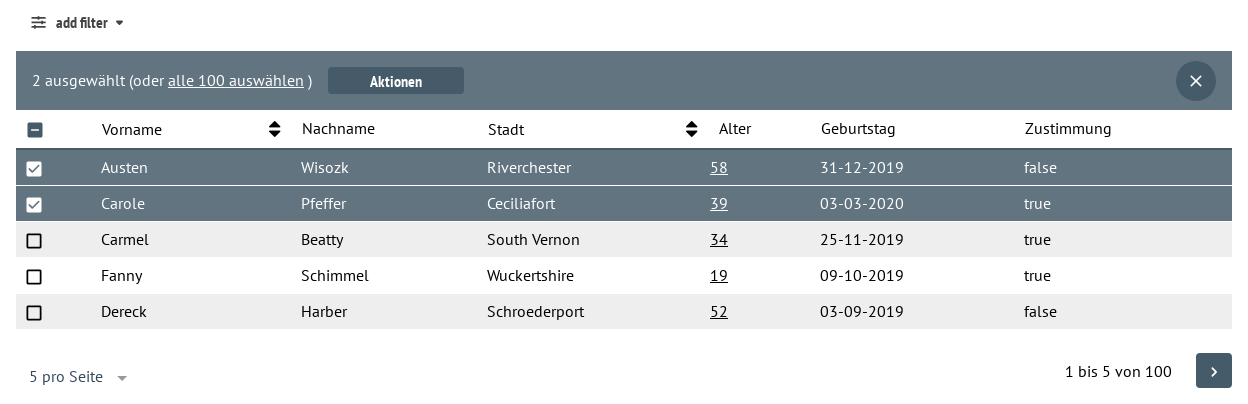 add filter
2 ausgewählt (oder alle 100 auswählen ) Aktionen
Vorname Nachname Stadt Alter Geburtstag Zustimmung
Austen Wisozk Riverchester 58 31-12-2019 false
Carole Pfeffer Ceciliafort 39 03-03-2020 true
Carmel Beatty South Vernon 34 25-11-2019 true
Fanny Schimmel Wuckertshire 19 09-10-2019 true
Dereck Harber Schroederport 52 03-09-2019 false
5 pro Seite 1 bis 5 von 100